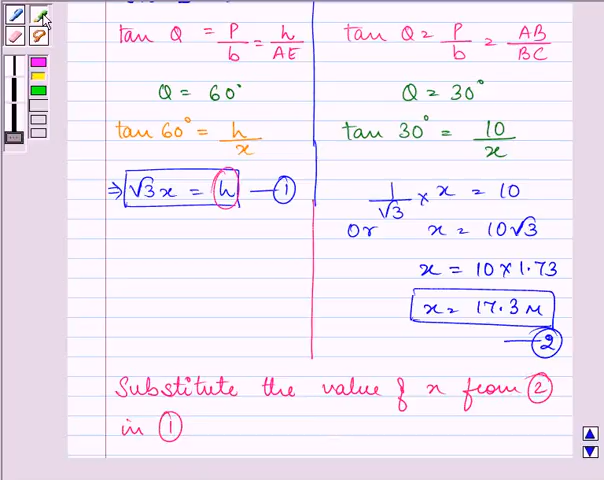 tan Q = P/b = h/AE
Q = 60°
tan 60° = h/x
⇒ √3x = h — ①
tan Q = P/b = AB/BC
Q = 30°
tan 30° = 10/x
1/√3 × x = 10
or x = 10√3
x = 10 × 1.73
x = 17.3 M
— ②
Substitute the value of x from ②
in ①